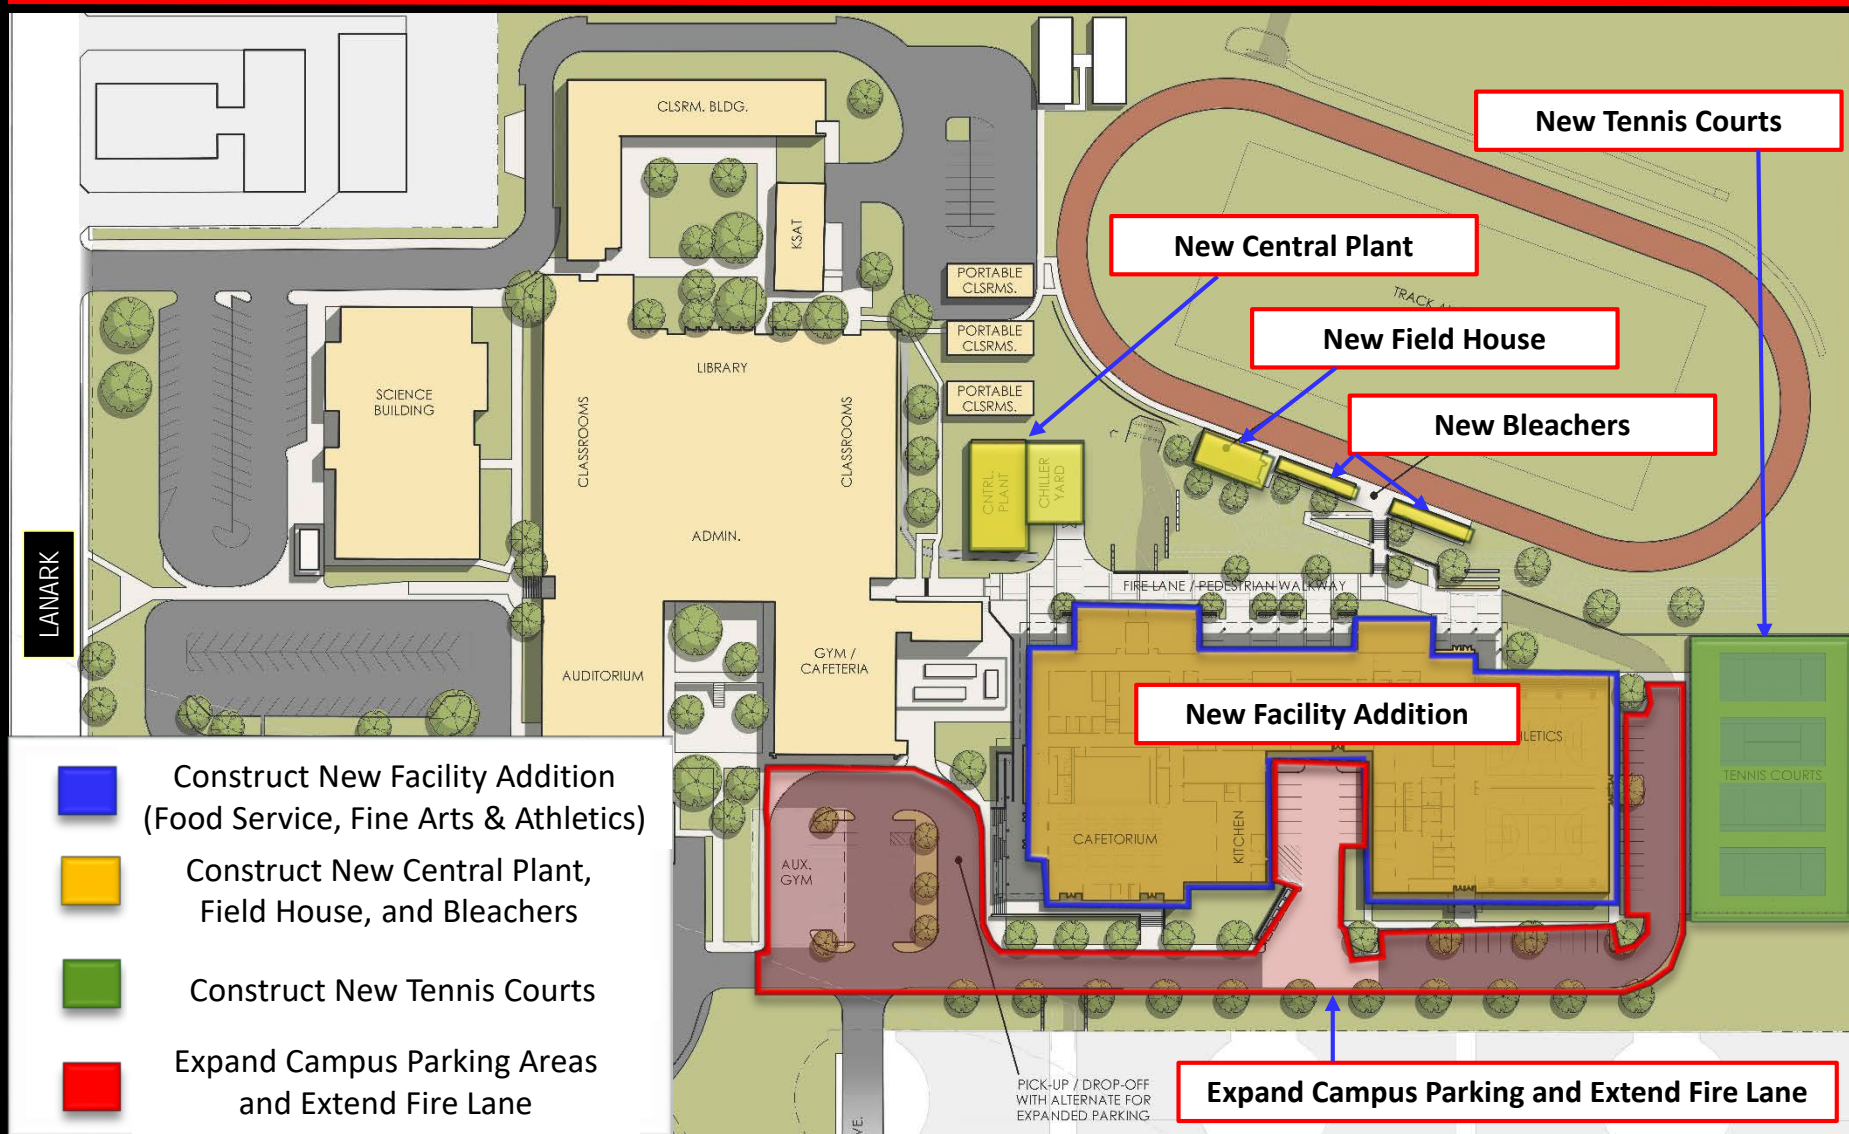 CLSRM. BLDG.
New Tennis Courts
KSAT
New Central Plant
PORTABLE
CLSRMS.
TRACK
New Field House
PORTABLE
CLSRMS.
LIBRARY
SCIENCE
BUILDING
CLASSROOMS
CLASSROOMS
PORTABLE
CLSRMS.
New Bleachers
CNTRL.
PLANT
CHILLER
YARD
ADMIN.
LANARK
FIRE LANE / PEDESTRIAN WALKWAY
GYM /
CAFETERIA
AUDITORIUM
New Facility Addition
HLETICS
TENNIS COURTS
Construct New Facility Addition
(Food Service, Fine Arts & Athletics)
CAFETORIUM
KITCHEN
AUX.
GYM
Construct New Central Plant,
Field House, and Bleachers
Construct New Tennis Courts
Expand Campus Parking Areas
and Extend Fire Lane
PICK-UP / DROP-OFF
WITH ALTERNATE FOR
EXPANDED PARKING
Expand Campus Parking and Extend Fire Lane
VE.